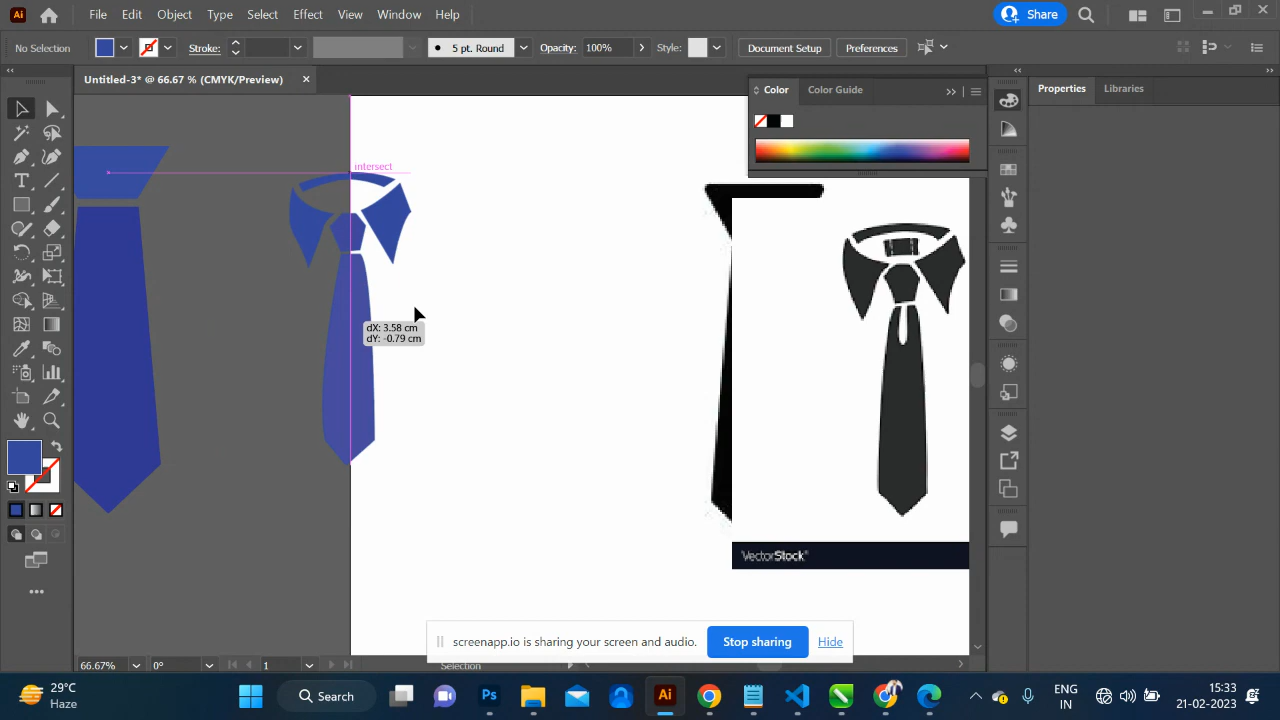 Ai
File Edit Object Type Select Effect View Window Help
Share
No Selection
Stroke:
5 pt. Round
Opacity: 100%
Style:
Document Setup
Preferences
Untitled-3* @ 66.67 % (CMYK/Preview) ×
Color
Color Guide
Properties
Libraries
intersect
dX: 3.58 cm
dY: -0.79 cm
VectorStock®
screenapp.io is sharing your screen and audio.
Stop sharing
Hide
66.67%
0°
1
Selection
29°C
Haze
Search
Ps
Ai
ENG
IN
15:33
21-02-2023